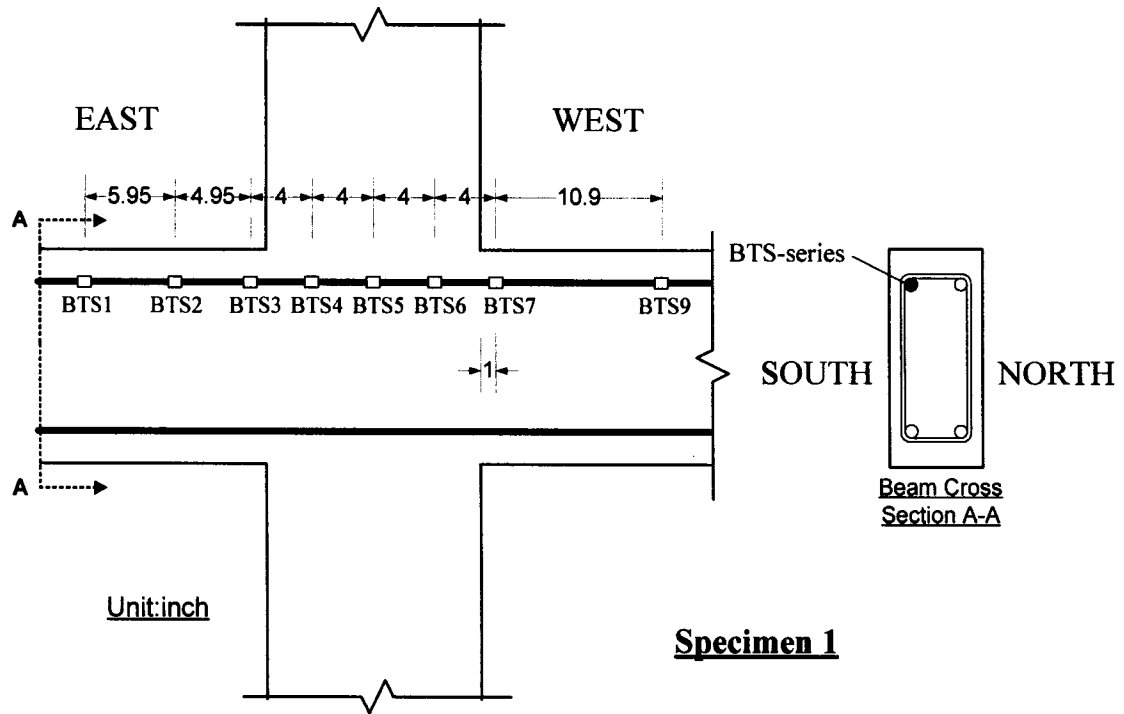 EAST
WEST
5.95
4.95
4
4
4
4
10.9
A
BTS1
BTS2
BTS3
BTS4
BTS5
BTS6
BTS7
BTS9
BTS-series
1
SOUTH
NORTH
A
Beam Cross
Section A-A
Unit:inch
Specimen 1